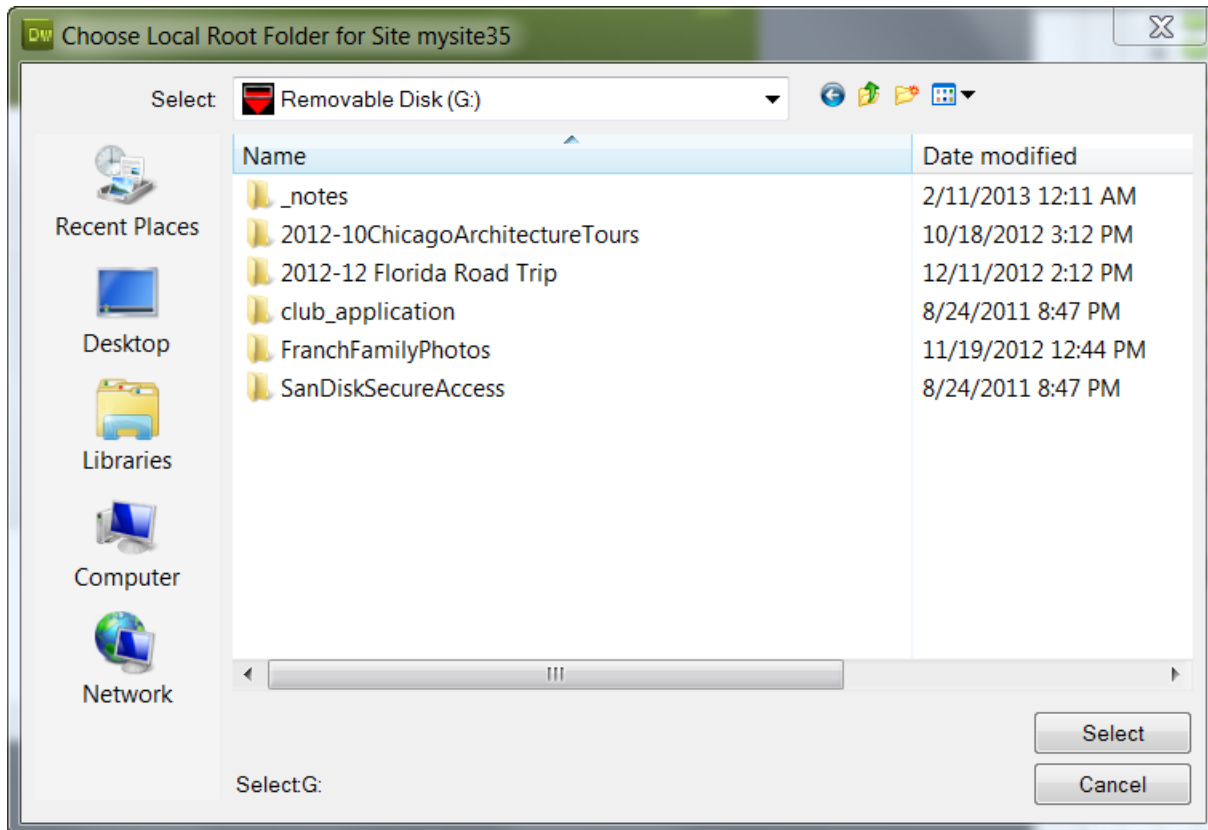 Dw Choose Local Root Folder for Site mysite35
Select: Removable Disk (G:)
Name Date modified
_notes 2/11/2013 12:11 AM
2012-10ChicagoArchitectureTours 10/18/2012 3:12 PM
2012-12 Florida Road Trip 12/11/2012 2:12 PM
club_application 8/24/2011 8:47 PM
FranchFamilyPhotos 11/19/2012 12:44 PM
SanDiskSecureAccess 8/24/2011 8:47 PM
Recent Places
Desktop
Libraries
Computer
Network
Select
Select:G:
Cancel